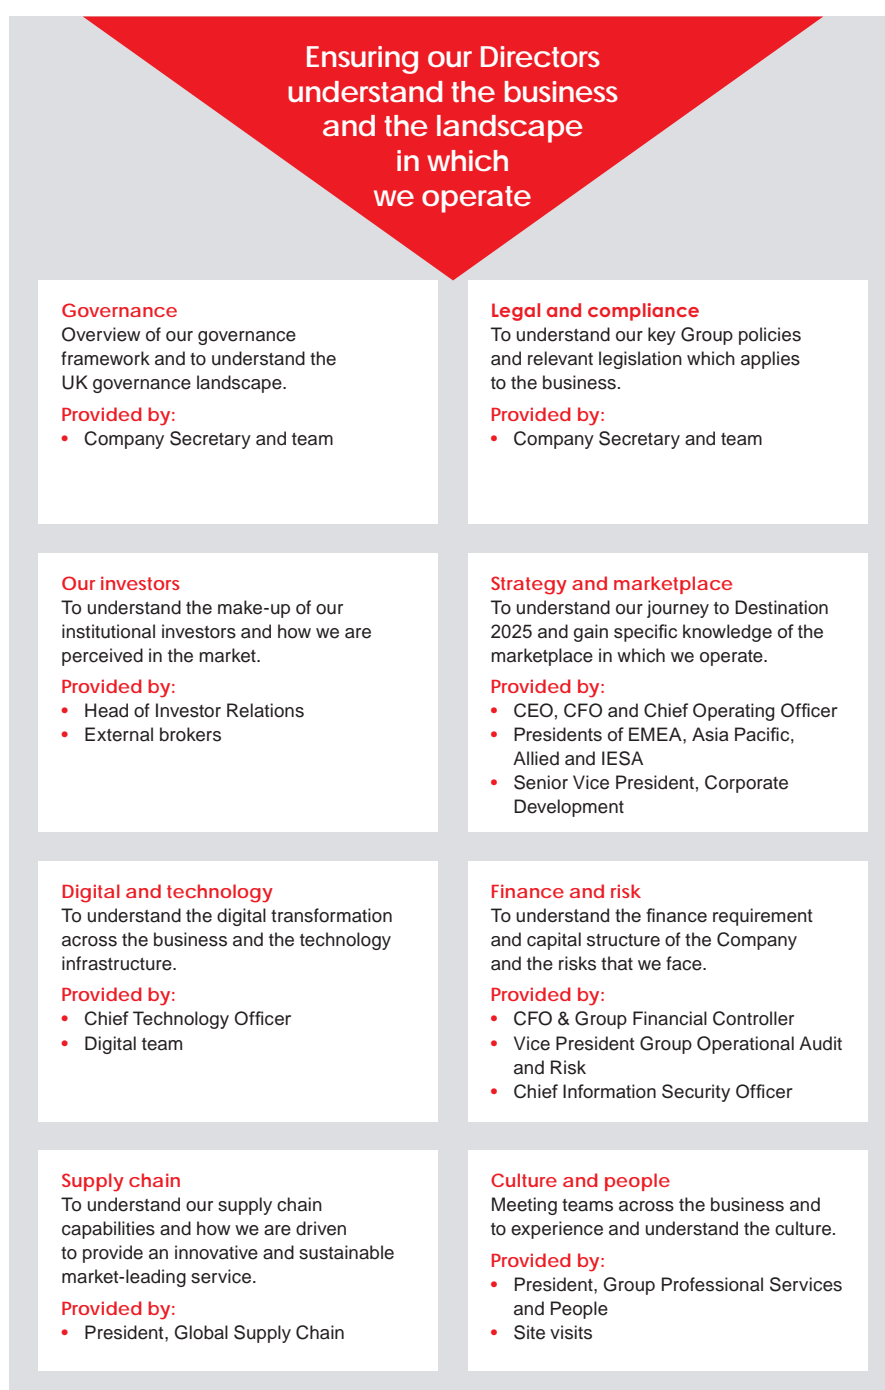 Ensuring our Directors
understand the business
and the landscape
in which
we operate
Governance
Overview of our governance
framework and to understand the
UK governance landscape.
Provided by:
• Company Secretary and team
Legal and compliance
To understand our key Group policies
and relevant legislation which applies
to the business.
Provided by:
• Company Secretary and team
Our investors
To understand the make-up of our
institutional investors and how we are
perceived in the market.
Provided by:
• Head of Investor Relations
• External brokers
Strategy and marketplace
To understand our journey to Destination
2025 and gain specific knowledge of the
marketplace in which we operate.
Provided by:
• CEO, CFO and Chief Operating Officer
• Presidents of EMEA, Asia Pacific,
Allied and IESA
• Senior Vice President, Corporate
Development
Digital and technology
To understand the digital transformation
across the business and the technology
infrastructure.
Provided by:
• Chief Technology Officer
• Digital team
Finance and risk
To understand the finance requirement
and capital structure of the Company
and the risks that we face.
Provided by:
• CFO & Group Financial Controller
• Vice President Group Operational Audit
and Risk
• Chief Information Security Officer
Supply chain
To understand our supply chain
capabilities and how we are driven
to provide an innovative and sustainable
market-leading service.
Provided by:
• President, Global Supply Chain
Culture and people
Meeting teams across the business and
to experience and understand the culture.
Provided by:
• President, Group Professional Services
and People
• Site visits